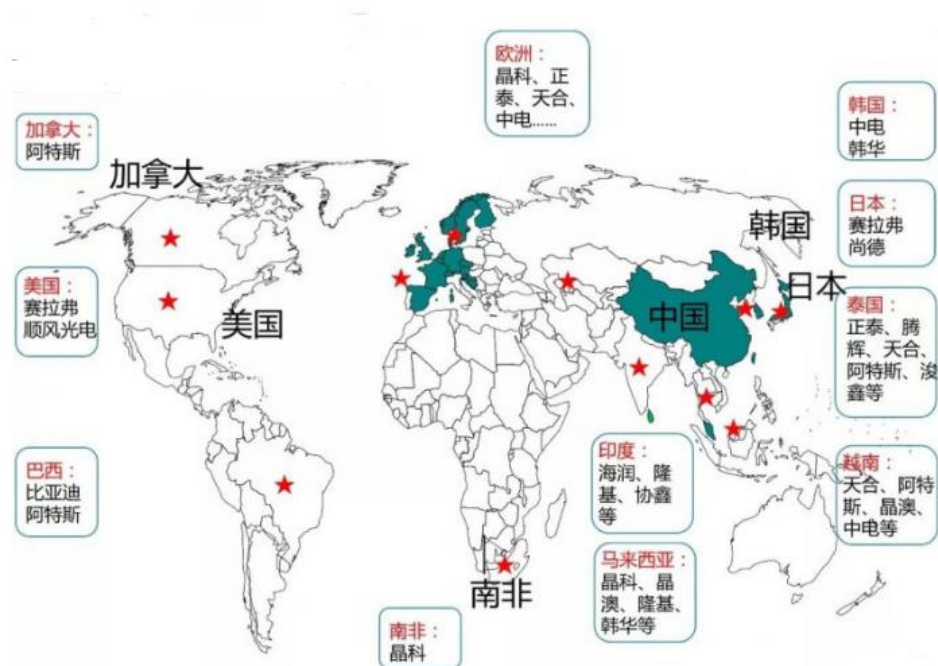 欧洲：
晶科、正
泰、天合、
中电......
加拿大：
阿特斯
韩国：
中电
韩华
加拿大
日本：
赛拉弗
尚德
韩国
美国：
赛拉弗
顺风光电
日本
美国
中国
泰国：
正泰、腾
辉、天合、
阿特斯、浚
鑫等
巴西：
比亚迪
阿特斯
印度：
海润、隆
基、协鑫
等
越南：
天合、阿特
斯、晶澳、
中电等
马来西亚：
晶科、晶
澳、隆基、
韩华等
南非
南非：
晶科